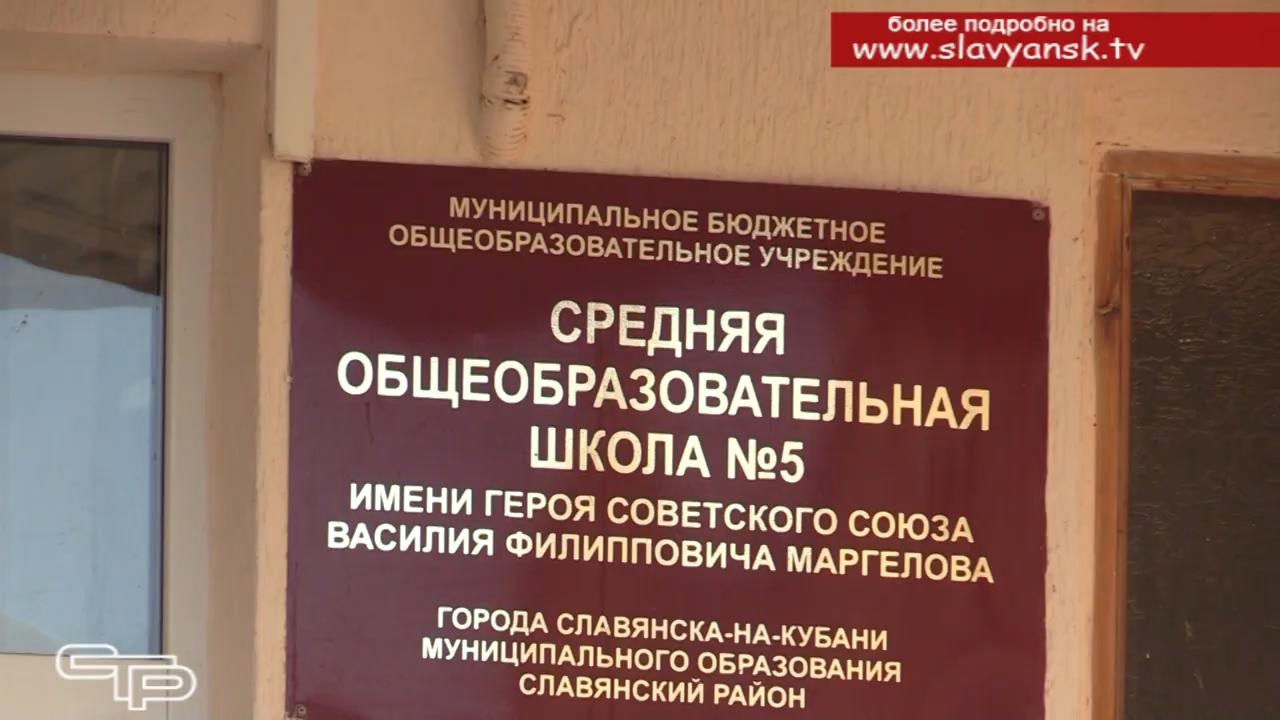 более подробно на
www.slavyansk.tv
МУНИЦИПАЛЬНОЕ БЮДЖЕТНОЕ
ОБЩЕОБРАЗОВАТЕЛЬНОЕ УЧРЕЖДЕНИЕ
СРЕДНЯЯ
ОБЩЕОБРАЗОВАТЕЛЬНАЯ
ШКОЛА №5
ИМЕНИ ГЕРОЯ СОВЕТСКОГО СОЮЗА
ВАСИЛИЯ ФИЛИППОВИЧА МАРГЕЛОВА
ГОРОДА СЛАВЯНСКА-НА-КУБАНИ
МУНИЦИПАЛЬНОГО ОБРАЗОВАНИЯ
СЛАВЯНСКИЙ РАЙОН
СТР